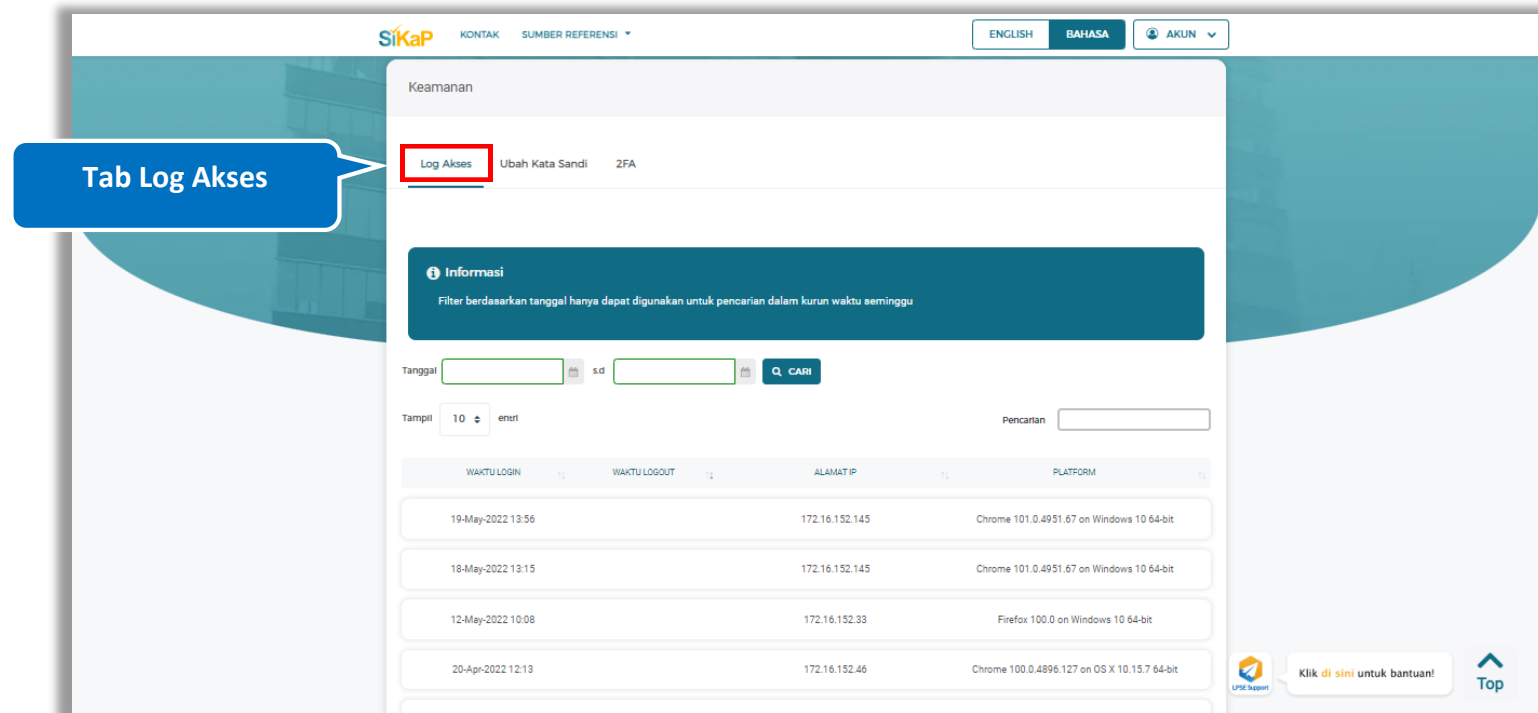 SiKaP KONTAK SUMBER REFERENSI ENGLISH BAHASA AKUN
Keamanan
Tab Log Akses
Log Akses Ubah Kata Sandi 2FA
Informasi
Filter berdasarkan tanggal hanya dapat digunakan untuk pencarian dalam kurun waktu seminggu
Tanggal s.d CARI
Tampil 10 entri Pencarian
WAKTU LOGIN WAKTU LOGOUT ALAMAT IP PLATFORM
19-May-2022 13:56 172.16.152.145 Chrome 101.0.4951.67 on Windows 10 64-bit
18-May-2022 13:15 172.16.152.145 Chrome 101.0.4951.67 on Windows 10 64-bit
12-May-2022 10:08 172.16.152.33 Firefox 100.0 on Windows 10 64-bit
20-Apr-2022 12:13 172.16.152.46 Chrome 100.0.4896.127 on OS X 10.15.7 64-bit
LPSE Support Klik di sini untuk bantuan! Top